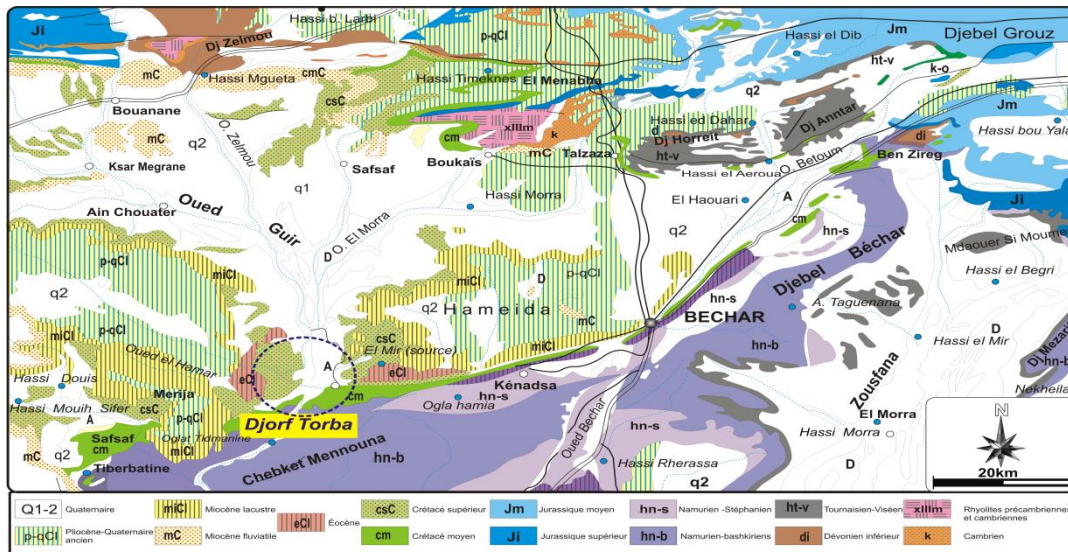 Ji
Dj Zelmou
Hassi b. Larbi
p-qCl
Hassi el Dib
Jm
Djebel Grouz
mC
cmC
Hassi Mgueta
Hassi Timeknes
El Menabba
ht-v
k-o
Bouanane
csC
q2
Jm
mC
q2
Zelmou
cm
xIIIm
k
Hassi ed Dahar
d
Dj Horreit
Dj Anntar
di
Hassi bou Yala
Ksar Megrane
Safsaf
Boukaïs
mC
Talzaza
ht-v
Betoum
Ben Zireg
q1
Hassi el Aeroua
Ain Chouater
Oued
Guir
Hassi Morra
El Haouari
A
Ji
cm
hn-s
O. El Morra
D
q2
Mdaouer Si Moume
p-qCl
miCl
D
p-qCl
Béchar
Hassi el Begri
q2
miCl
q2
Hameida
Djebel
hn-s
A. Taguenana
p-qCl
mC
BECHAR
D
miCl
Oued el Hamar
csC
El Mir (source)
miCl
hn-b
Hassi el Mir
Dj Mezari
Hassi Douis
Merija
eCl
A
eCl
Kénadsa
hn-b
Zousfana
Nekheila
Hassi Mouih Sifer
csC
cm
hn-s
A
p-qCl
Djorf Torba
Ogla hamia
El Morra
N
Safsaf
Oglat Tidmanine
Oued Bechar
hn-s
Hassi Morra
mC
q2
cm
miCl
Chebket Mennouna
hn-b
Hassi Rherassa
D
Tiberbatine
q2
20km
Q1-2 Quaternaire
miCl Miocène lacustre
eCl Éocène
csC Crétacé supérieur
Jm Jurassique moyen
hn-s Namurien -Stéphanien
ht-v Tournaisien-Viséen
xIIIm Rhyolites précambriennes et cambriennes
p-qCl Pliocène-Quaternaire ancien
mC Miocène fluviatile
cm Crétacé moyen
Ji Jurassique supérieur
hn-b Namurien-bashkiriens
di Dévonien inférieur
k Cambrien